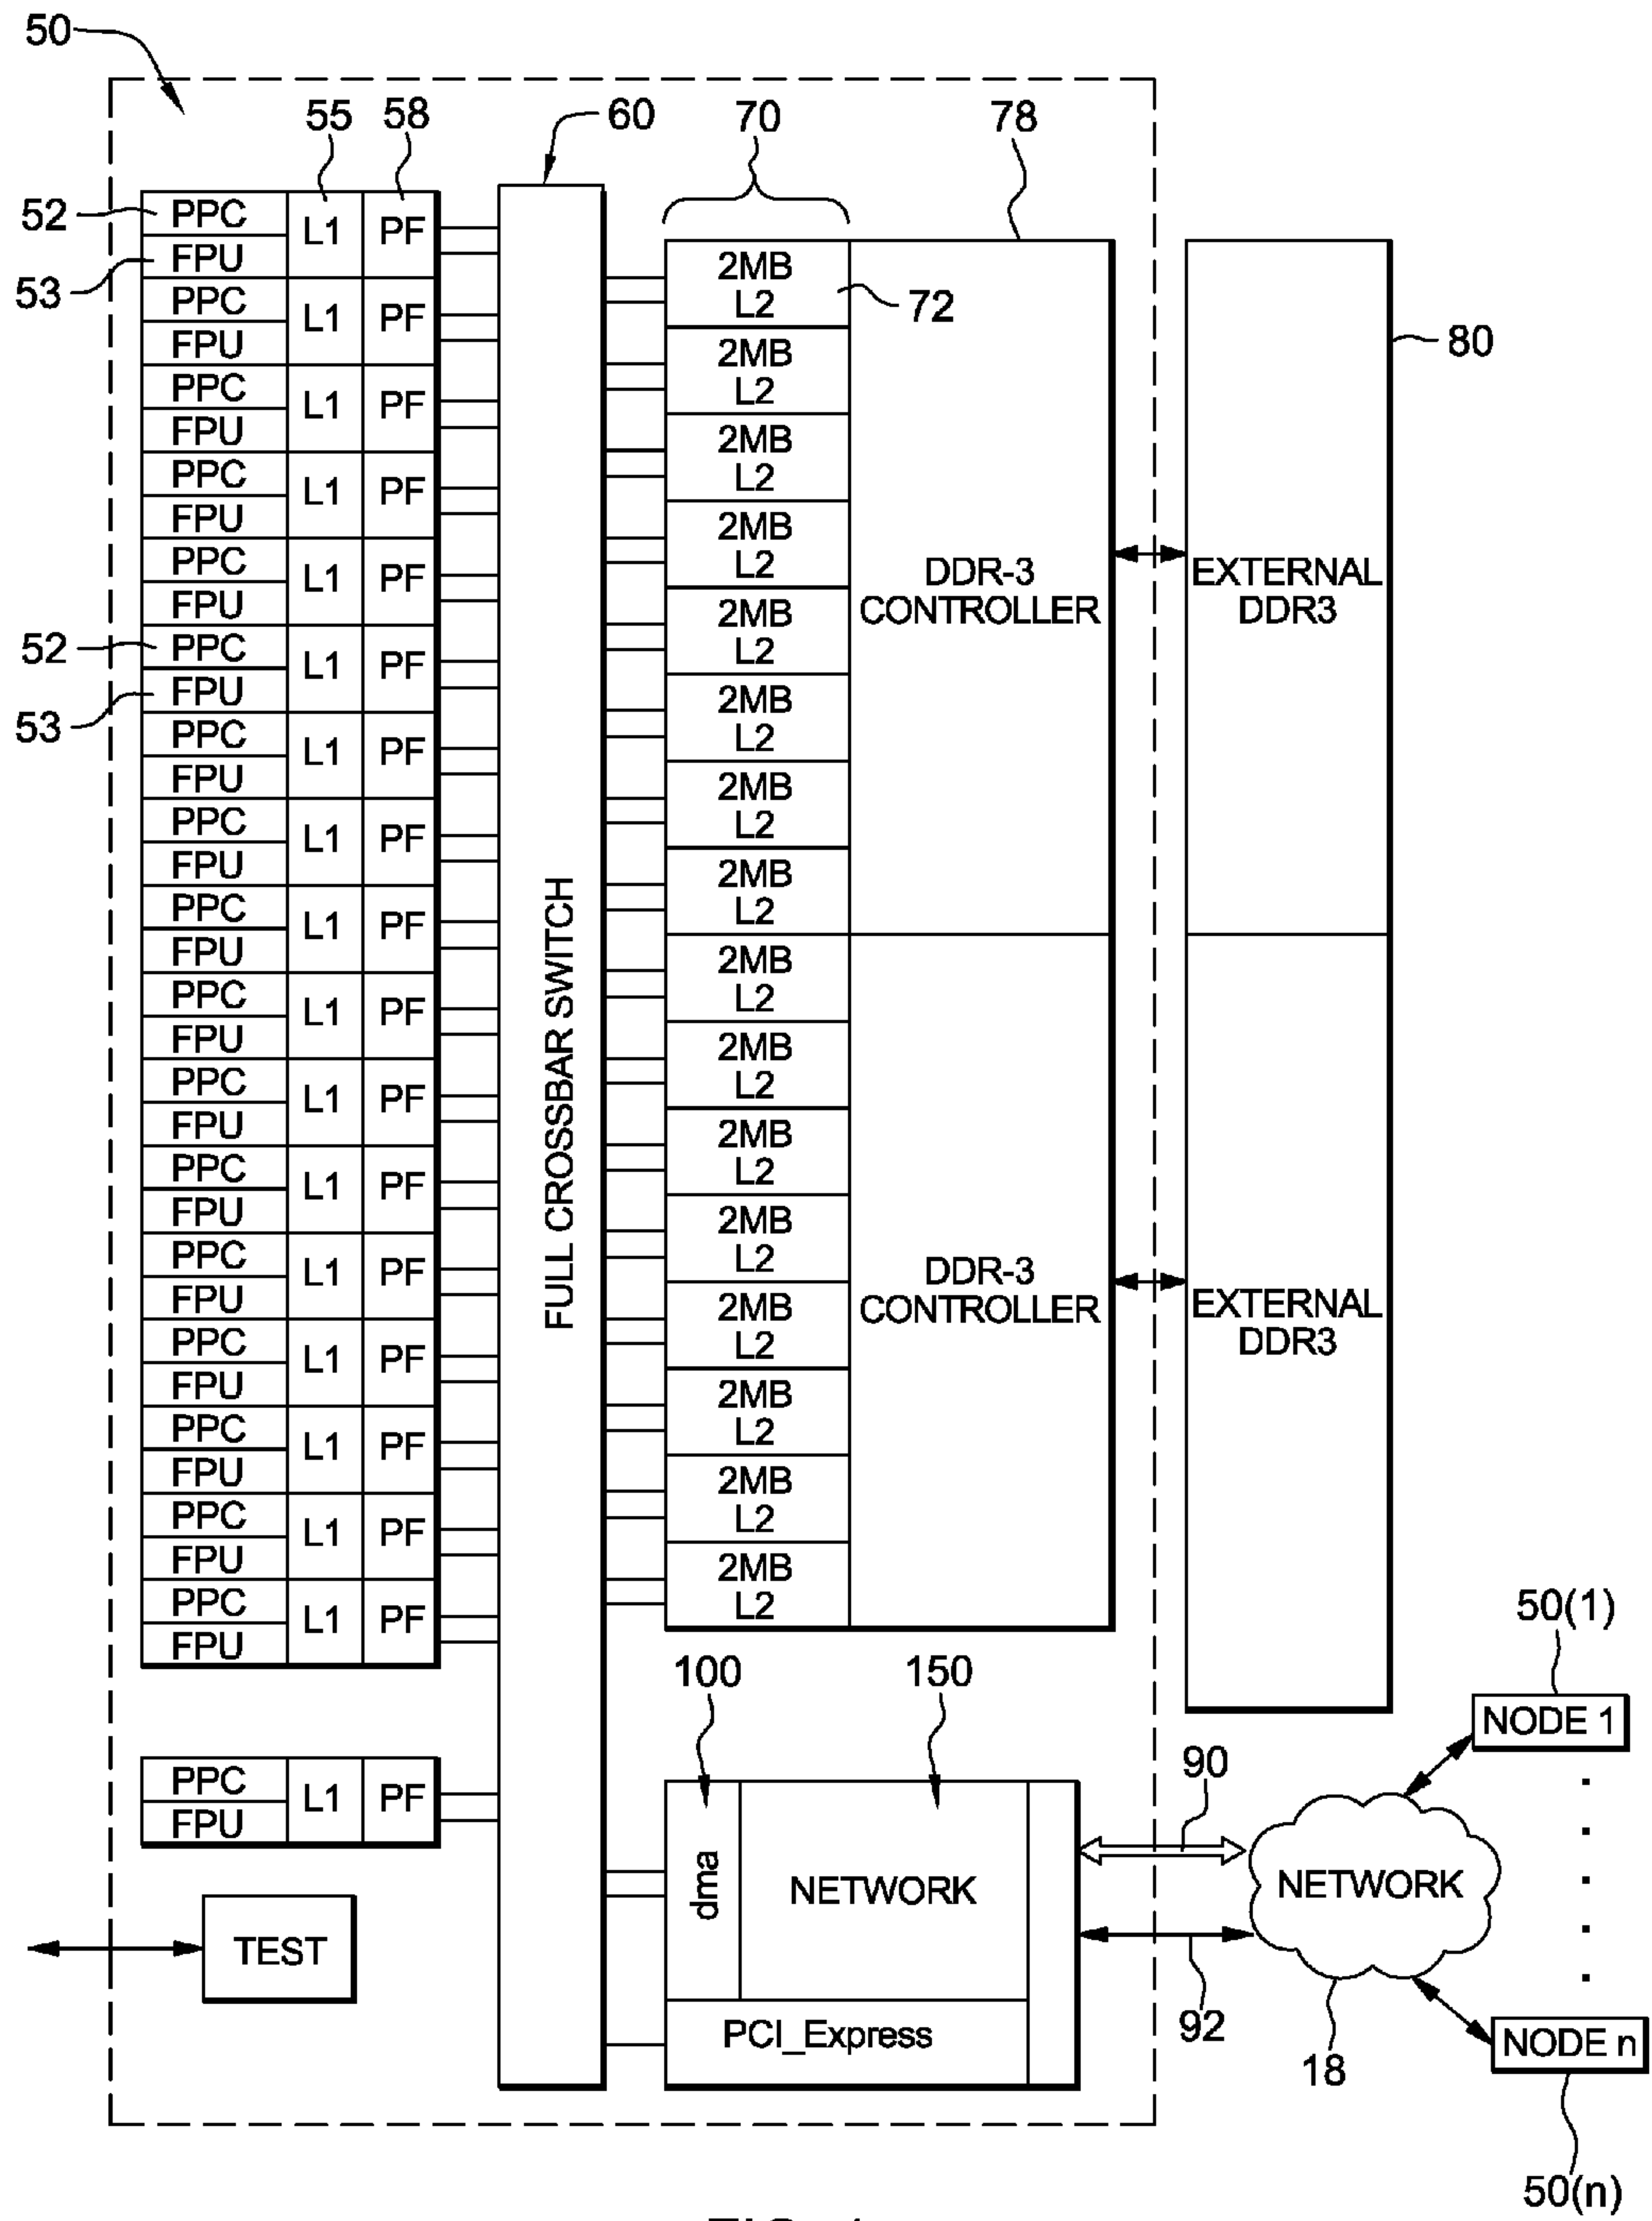 50
55
58
60
70
78
52
PPC
FPU
L1
PF
53
PPC
FPU
L1
PF
PPC
FPU
L1
PF
PPC
FPU
L1
PF
PPC
FPU
L1
PF
52
PPC
FPU
L1
PF
53
PPC
FPU
L1
PF
PPC
FPU
L1
PF
PPC
FPU
L1
PF
PPC
FPU
L1
PF
PPC
FPU
L1
PF
PPC
FPU
L1
PF
PPC
FPU
L1
PF
PPC
FPU
L1
PF
PPC
FPU
L1
PF
PPC
FPU
L1
PF
PPC
FPU
L1
PF
PPC
FPU
L1
PF
TEST
FULL CROSSBAR SWITCH
2MB
L2
72
2MB
L2
2MB
L2
2MB
L2
2MB
L2
2MB
L2
2MB
L2
2MB
L2
2MB
L2
2MB
L2
2MB
L2
2MB
L2
2MB
L2
2MB
L2
2MB
L2
2MB
L2
DDR-3
CONTROLLER
DDR-3
CONTROLLER
80
EXTERNAL
DDR3
EXTERNAL
DDR3
100
150
dma
NETWORK
PCI_Express
90
92
NETWORK
18
50(1)
NODE 1
NODE n
50(n)